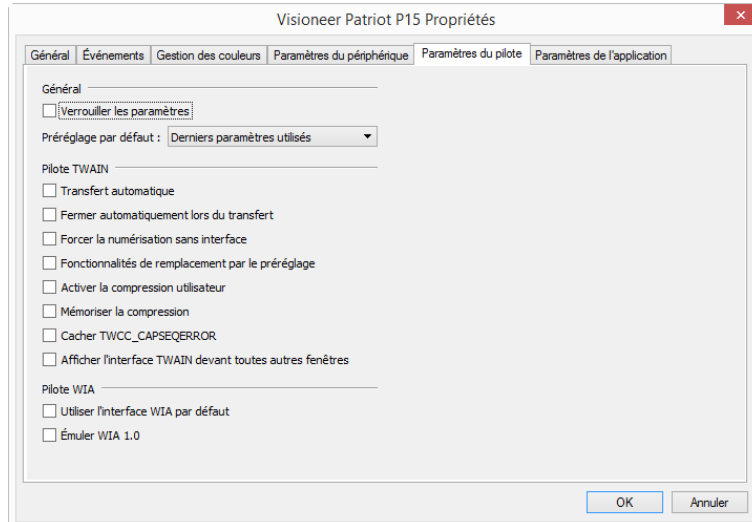 Visioneer Patriot P15 Propriétés
Général Événements Gestion des couleurs Paramètres du périphérique Paramètres du pilote Paramètres de l'application
Général
Verrouiller les paramètres
Préréglage par défaut : Derniers paramètres utilisés
Pilote TWAIN
Transfert automatique
Fermer automatiquement lors du transfert
Forcer la numérisation sans interface
Fonctionnalités de remplacement par le préréglage
Activer la compression utilisateur
Mémoriser la compression
Cacher TWCC_CAPSEQERROR
Afficher l'interface TWAIN devant toutes autres fenêtres
Pilote WIA
Utiliser l'interface WIA par défaut
Émuler WIA 1.0
OK Annuler